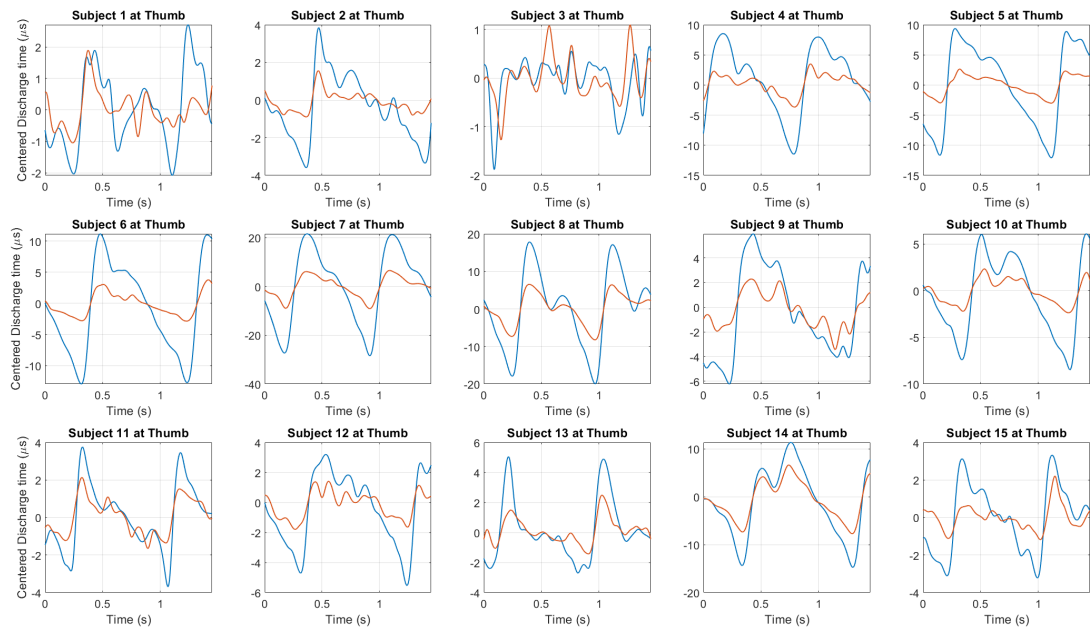 Subject 1 at Thumb
Subject 2 at Thumb
Subject 3 at Thumb
Subject 4 at Thumb
Subject 5 at Thumb
Centered Discharge time (μs)
2
1
0
-1
-2
0 0.5 1
Time (s)
4
2
0
-2
-4
0 0.5 1
Time (s)
1
0
-1
-2
0 0.5 1
Time (s)
15
10
5
0
-5
-10
-15
0 0.5 1
Time (s)
10
5
0
-5
-10
-15
0 0.5 1
Time (s)
Subject 6 at Thumb
Subject 7 at Thumb
Subject 8 at Thumb
Subject 9 at Thumb
Subject 10 at Thumb
Centered Discharge time (μs)
10
5
0
-5
-10
0 0.5 1
Time (s)
20
0
-20
-40
0 0.5 1
Time (s)
20
10
0
-10
-20
0 0.5 1
Time (s)
4
2
0
-2
-4
-6
0 0.5 1
Time (s)
5
0
-5
-10
0 0.5 1
Time (s)
Subject 11 at Thumb
Subject 12 at Thumb
Subject 13 at Thumb
Subject 14 at Thumb
Subject 15 at Thumb
Centered Discharge time (μs)
4
2
0
-2
-4
0 0.5 1
Time (s)
4
2
0
-2
-4
-6
0 0.5 1
Time (s)
6
4
2
0
-2
-4
0 0.5 1
Time (s)
10
0
-10
-20
0 0.5 1
Time (s)
4
2
0
-2
-4
0 0.5 1
Time (s)